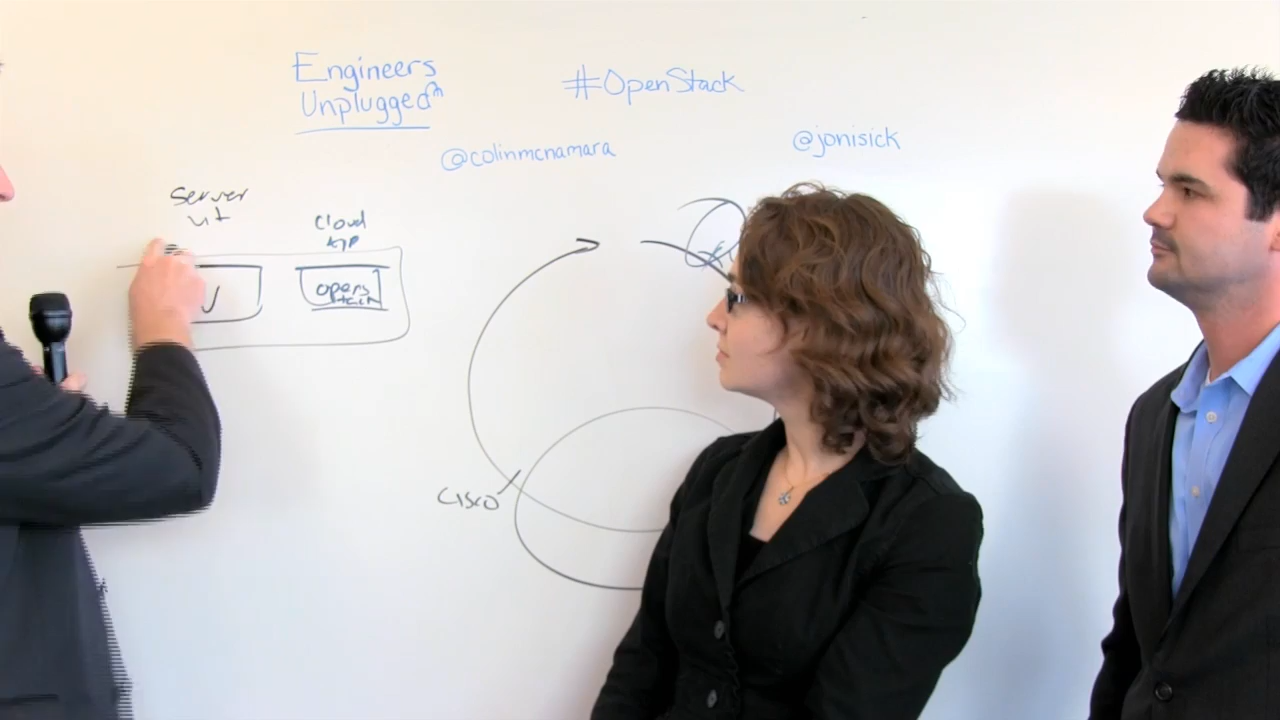 Engineers
Unplugged
#OpenStack
@colinmcnamara
@jonisick
Server
Cloud
CISCO